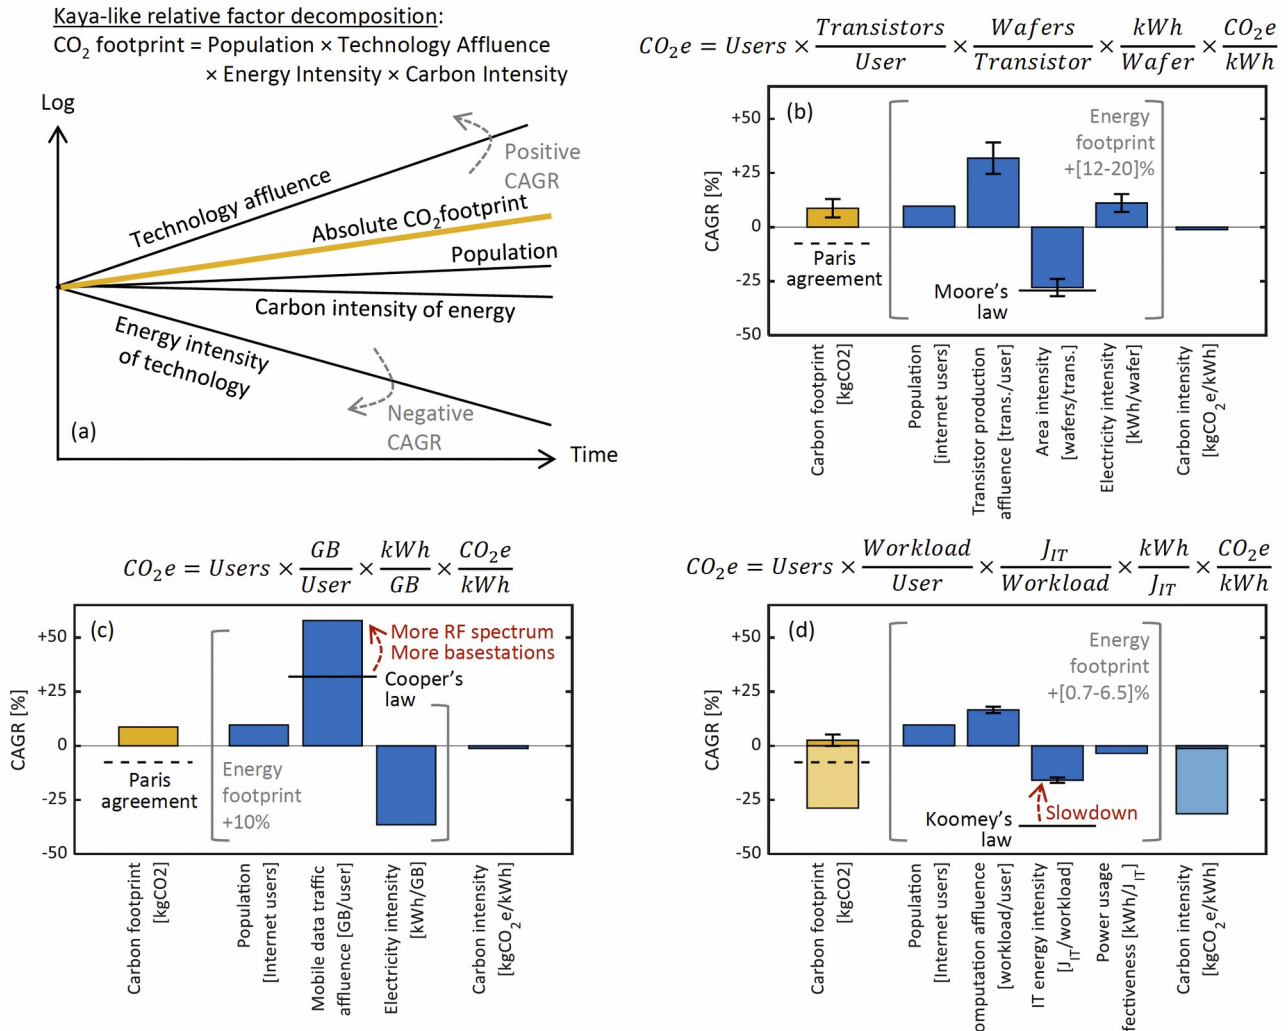 Kaya-like relative factor decomposition:
CO2 footprint = Population × Technology Affluence
× Energy Intensity × Carbon Intensity
Log
Technology affluence
Positive
CAGR
Absolute CO2footprint
Population
Carbon intensity of energy
Energy intensity
of technology
Negative
CAGR
(a)
Time
CO2e = Users × Transistors/User × Wafers/Transistor × kWh/Wafer × CO2e/kWh
(b)
Energy
footprint
+[12-20]%
CAGR [%]
+50
+25
0
-25
-50
Paris
agreement
Moore's
law
Carbon footprint
[kgCO2]
Population
[internet users]
Transistor production
affluence [trans./user]
Area intensity
[wafers/trans.]
Electricity intensity
[kWh/wafer]
Carbon intensity
[kgCO2e/kWh]
CO2e = Users × GB/User × kWh/GB × CO2e/kWh
(c)
More RF spectrum
More basestations
Cooper's
law
CAGR [%]
+50
+25
0
-25
-50
Paris
agreement
Energy
footprint
+10%
Carbon footprint
[kgCO2]
Population
[Internet users]
Mobile data traffic
affluence [GB/user]
Electricity intensity
[kWh/GB]
Carbon intensity
[kgCO2e/kWh]
CO2e = Users × Workload/User × JIT/Workload × kWh/JIT × CO2e/kWh
(d)
Energy
footprint
+[0.7-6.5]%
CAGR [%]
+50
+25
0
-25
-50
Koomey's
law
Slowdown
Carbon footprint
[kgCO2]
Population
[Internet users]
omputation affluence
[workload/user]
IT energy intensity
[JIT/workload]
Power usage
fectiveness [kWh/JIT]
Carbon intensity
[kgCO2e/kWh]